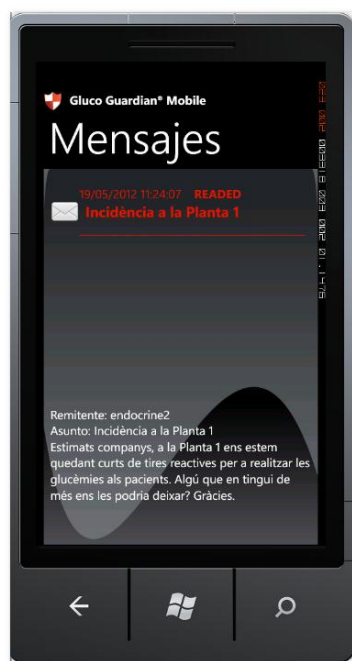 Gluco Guardian® Mobile
Mensajes
19/05/2012 11:24:07 READED
Incidència a la Planta 1
Remitente: endocrine2
Asunto: Incidència a la Planta 1
Estimats companys, a la Planta 1 ens estem
quedant curts de tires reactives per a realitzar les
glucèmies als pacients. Algú que en tingui de
més ens les podria deixar? Gràcies.